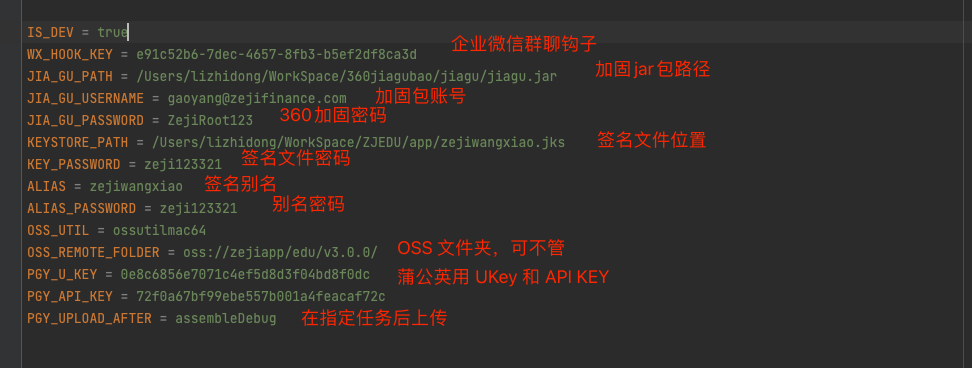 IS_DEV = true
WX_HOOK_KEY = e91c52b6-7dec-4657-8fb3-b5ef2df8ca3d 企业微信群聊钩子
JIA_GU_PATH = /Users/lizhidong/WorkSpace/360jiagubao/jiagu/jiagu.jar 加固jar包路径
JIA_GU_USERNAME = gaoyang@zejifinance.com 加固包账号
JIA_GU_PASSWORD = ZejiRoot123 360加固密码
KEYSTORE_PATH = /Users/lizhidong/WorkSpace/ZJEDU/app/zejiwangxiao.jks 签名文件位置
KEY_PASSWORD = zeji123321 签名文件密码
ALIAS = zejiwangxiao 签名别名
ALIAS_PASSWORD = zeji123321 别名密码
OSS_UTIL = ossutilmac64
OSS_REMOTE_FOLDER = oss://zejiapp/edu/v3.0.0/ OSS 文件夹，可不管
PGY_U_KEY = 0e8c6856e7071c4ef5d8d3f04bd8f0dc 蒲公英用 UKey 和 API KEY
PGY_API_KEY = 72f0a67bf99ebe557b001a4feacaf72c
PGY_UPLOAD_AFTER = assembleDebug 在指定任务后上传